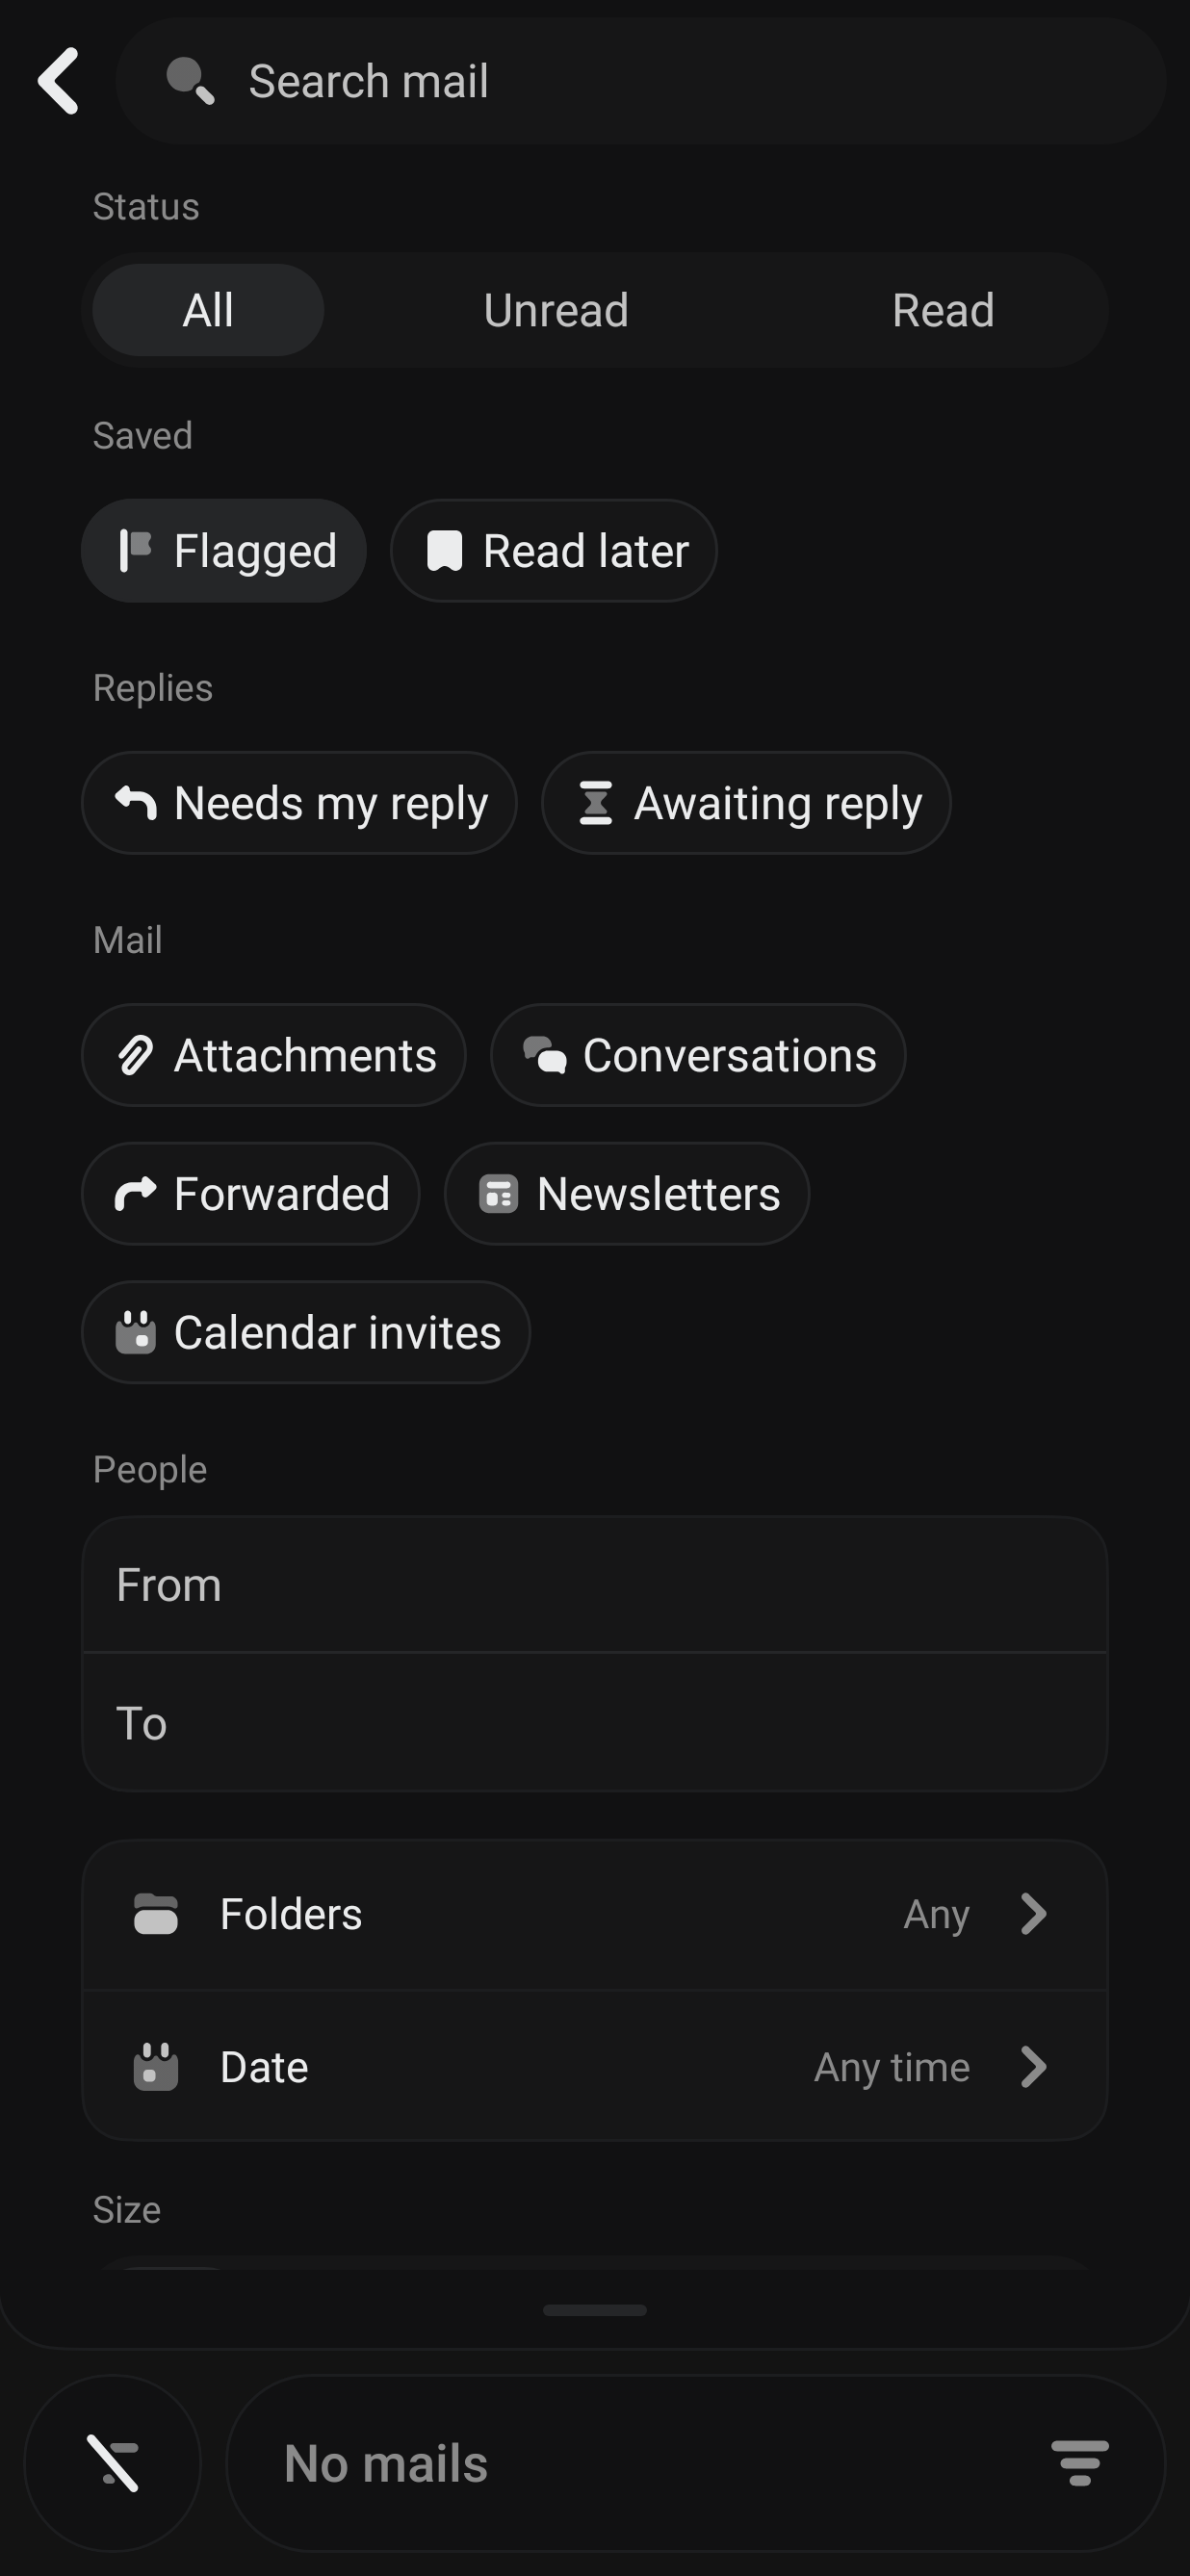 Search mail
Status
All Unread Read
Saved
Flagged Read later
Replies
Needs my reply Awaiting reply
Mail
Attachments Conversations
Forwarded Newsletters
Calendar invites
People
From
To
Folders Any
Date Any time
Size
No mails